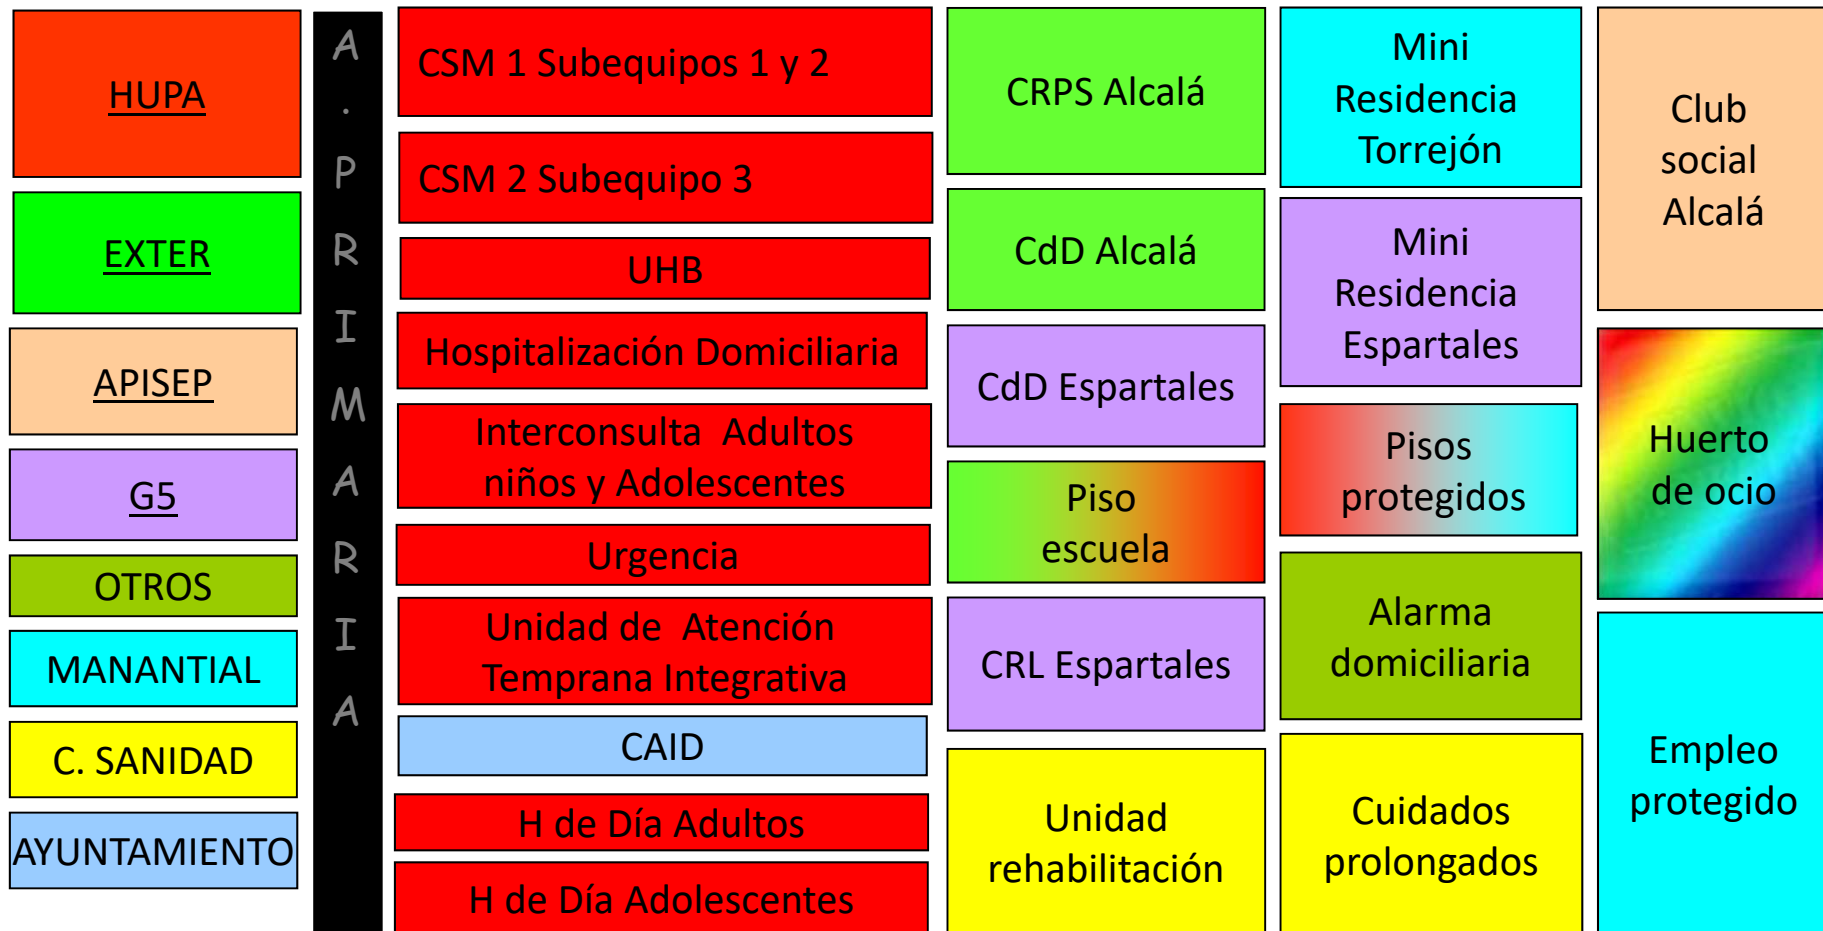 HUPA
EXTER
APISEP
G5
OTROS
MANANTIAL
C. SANIDAD
AYUNTAMIENTO
A
.
P
R
I
M
A
R
I
A
CSM 1 Subequipos 1 y 2
CSM 2 Subequipo 3
UHB
Hospitalización Domiciliaria
Interconsulta Adultos
niños y Adolescentes
Urgencia
Unidad de Atención
Temprana Integrativa
CAID
H de Día Adultos
H de Día Adolescentes
CRPS Alcalá
CdD Alcalá
CdD Espartales
Piso
escuela
CRL Espartales
Unidad
rehabilitación
Mini
Residencia
Torrejón
Mini
Residencia
Espartales
Pisos
protegidos
Alarma
domiciliaria
Cuidados
prolongados
Club
social
Alcalá
Huerto
de ocio
Empleo
protegido